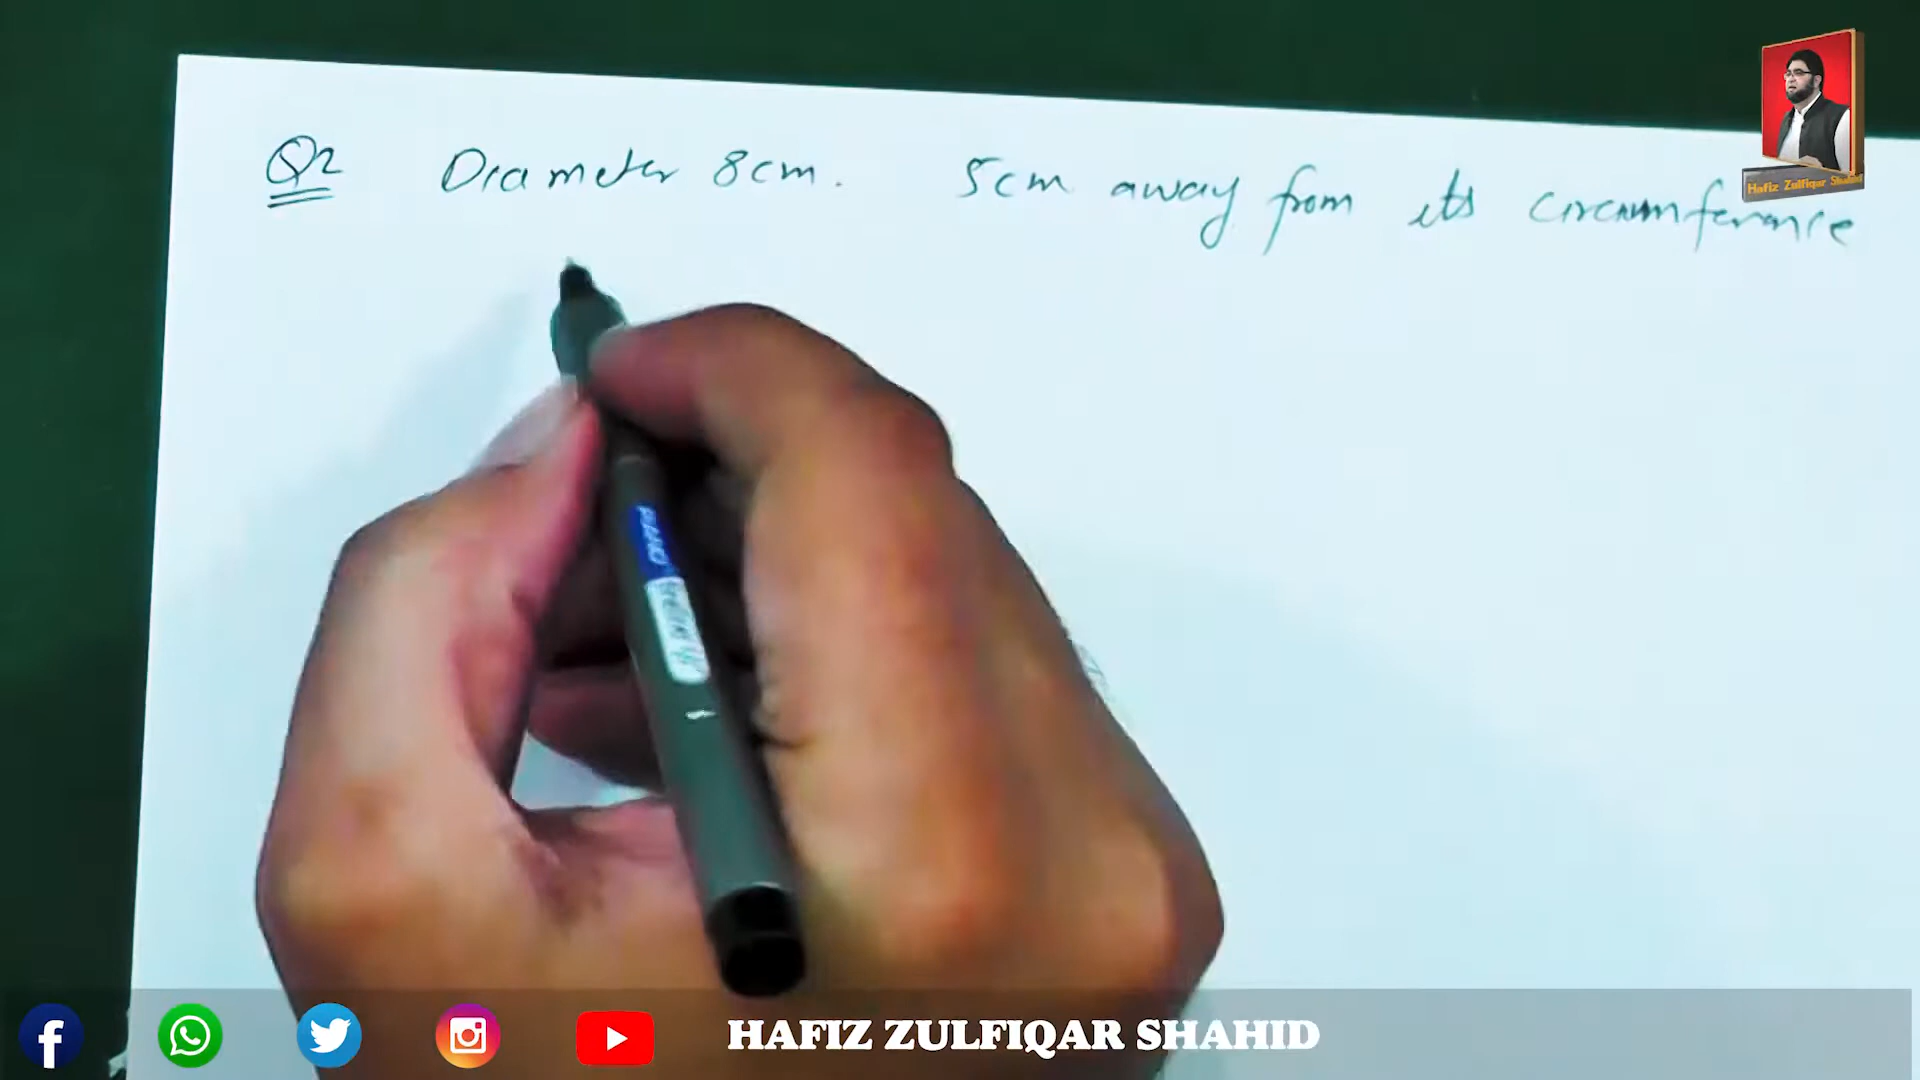 Q2 Diameter 8cm. 5cm away from its circumference
Hafiz Zulfiqar Shahid
HAFIZ ZULFIQAR SHAHID